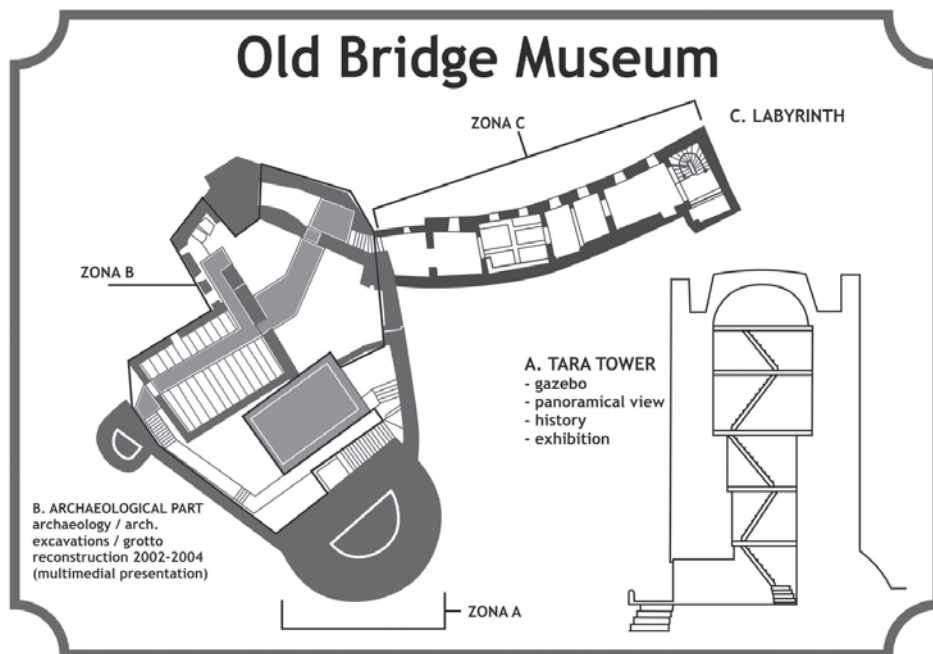 Old Bridge Museum
ZONA C
C. LABYRINTH
ZONA B
A. TARA TOWER
- gazebo
- panoramical view
- history
- exhibition
B. ARCHAEOLOGICAL PART
archaeology / arch.
excavations / grotto
reconstruction 2002-2004
(multimedial presentation)
ZONA A